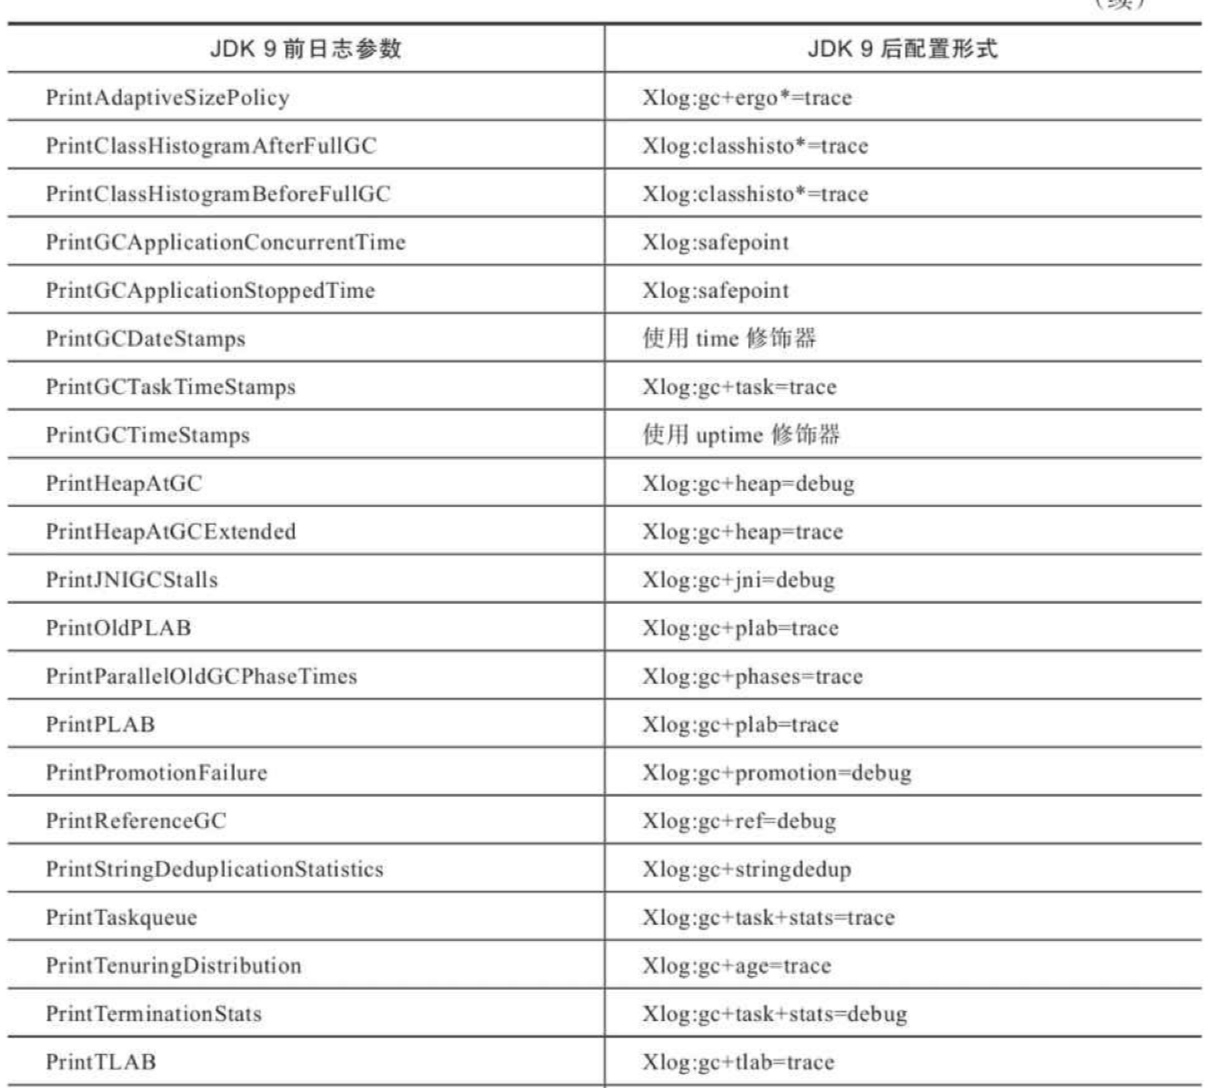 （续）
JDK 9 前日志参数 JDK 9 后配置形式
PrintAdaptiveSizePolicy Xlog:gc+ergo*=trace
PrintClassHistogramAfterFullGC Xlog:classhisto*=trace
PrintClassHistogramBeforeFullGC Xlog:classhisto*=trace
PrintGCApplicationConcurrentTime Xlog:safepoint
PrintGCApplicationStoppedTime Xlog:safepoint
PrintGCDateStamps 使用 time 修饰器
PrintGCTaskTimeStamps Xlog:gc+task=trace
PrintGCTimeStamps 使用 uptime 修饰器
PrintHeapAtGC Xlog:gc+heap=debug
PrintHeapAtGCExtended Xlog:gc+heap=trace
PrintJNIGCStalls Xlog:gc+jni=debug
PrintOldPLAB Xlog:gc+plab=trace
PrintParallelOldGCPhaseTimes Xlog:gc+phases=trace
PrintPLAB Xlog:gc+plab=trace
PrintPromotionFailure Xlog:gc+promotion=debug
PrintReferenceGC Xlog:gc+ref=debug
PrintStringDeduplicationStatistics Xlog:gc+stringdedup
PrintTaskqueue Xlog:gc+task+stats=trace
PrintTenuringDistribution Xlog:gc+age=trace
PrintTerminationStats Xlog:gc+task+stats=debug
PrintTLAB Xlog:gc+tlab=trace